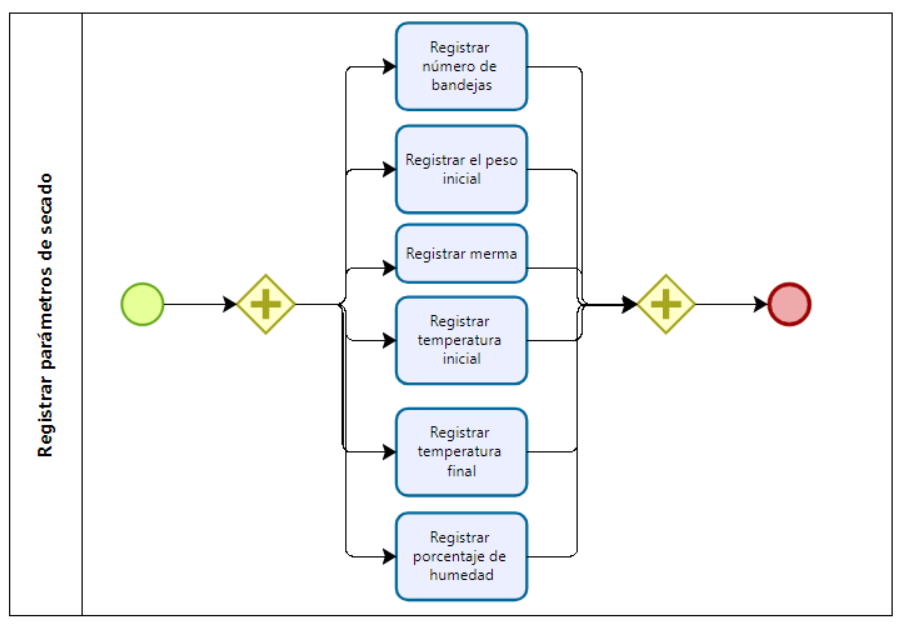 Registrar parámetros de secado
Registrar
número de
bandejas
Registrar el peso
inicial
Registrar merma
Registrar
temperatura
inicial
Registrar
temperatura
final
Registrar
porcentaje de
humedad